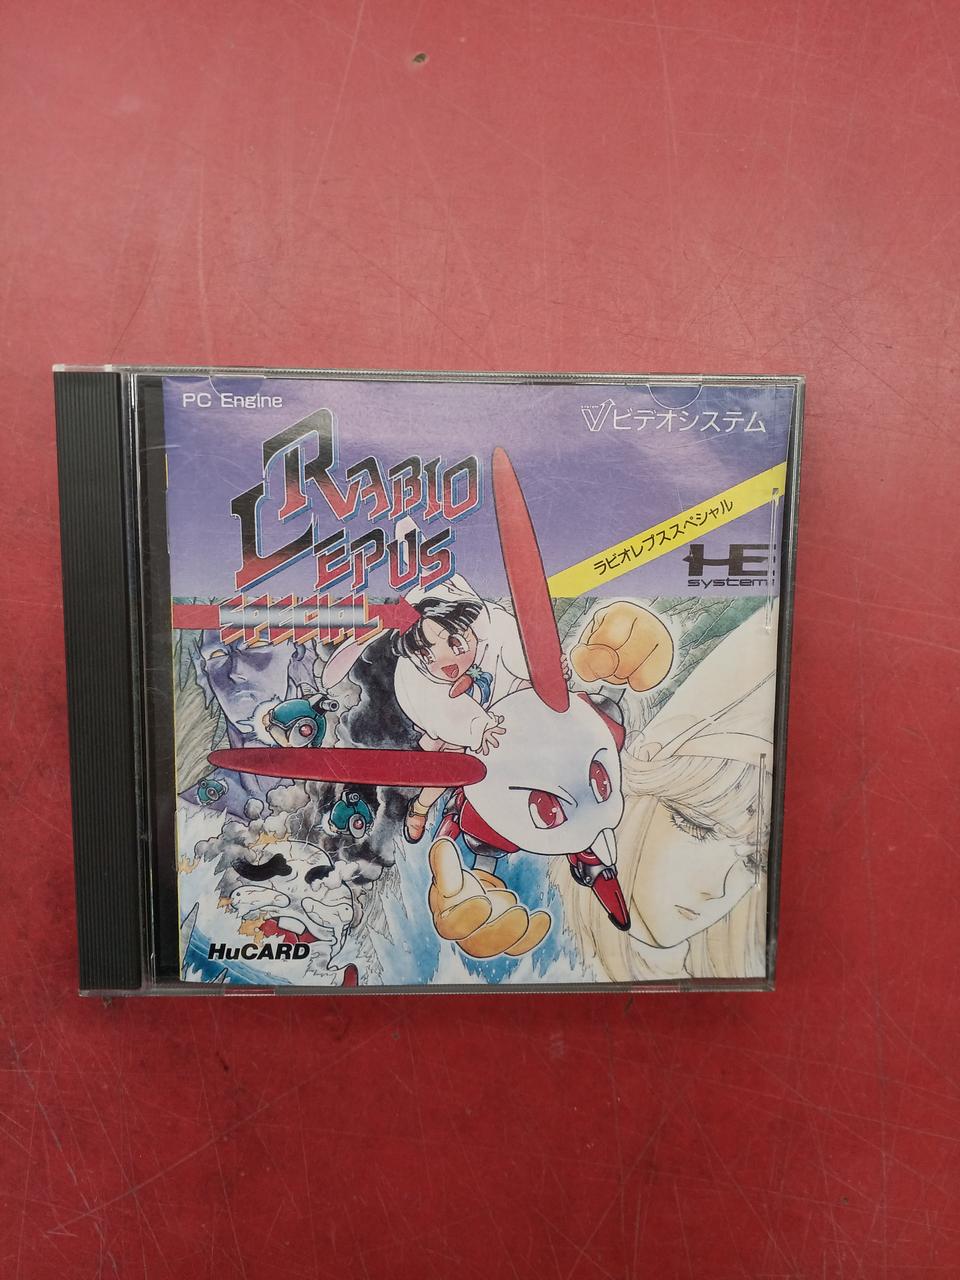 PC Engine
ビデオシステム
RABIO
LEPUS
SPECIAL
ラビオレプススペシャル
HE
system
HuCARD